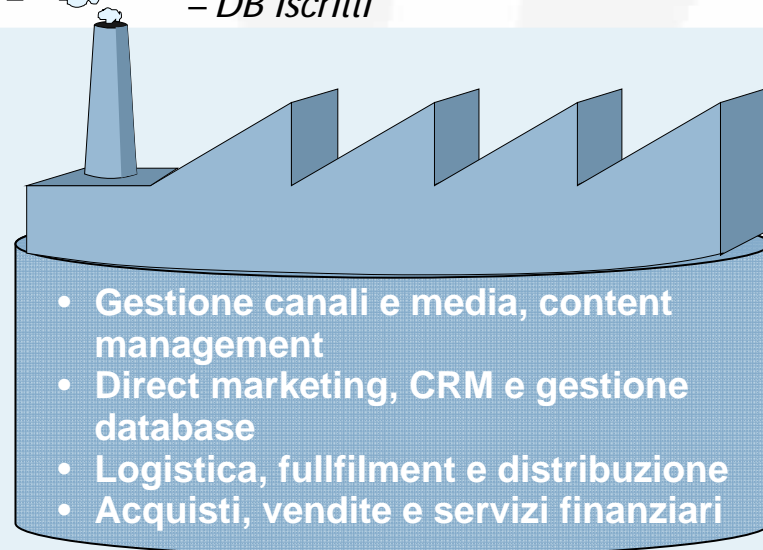 – DB iscritti
• Gestione canali e media, content
management
• Direct marketing, CRM e gestione
database
• Logistica, fullfilment e distribuzione
• Acquisti, vendite e servizi finanziari